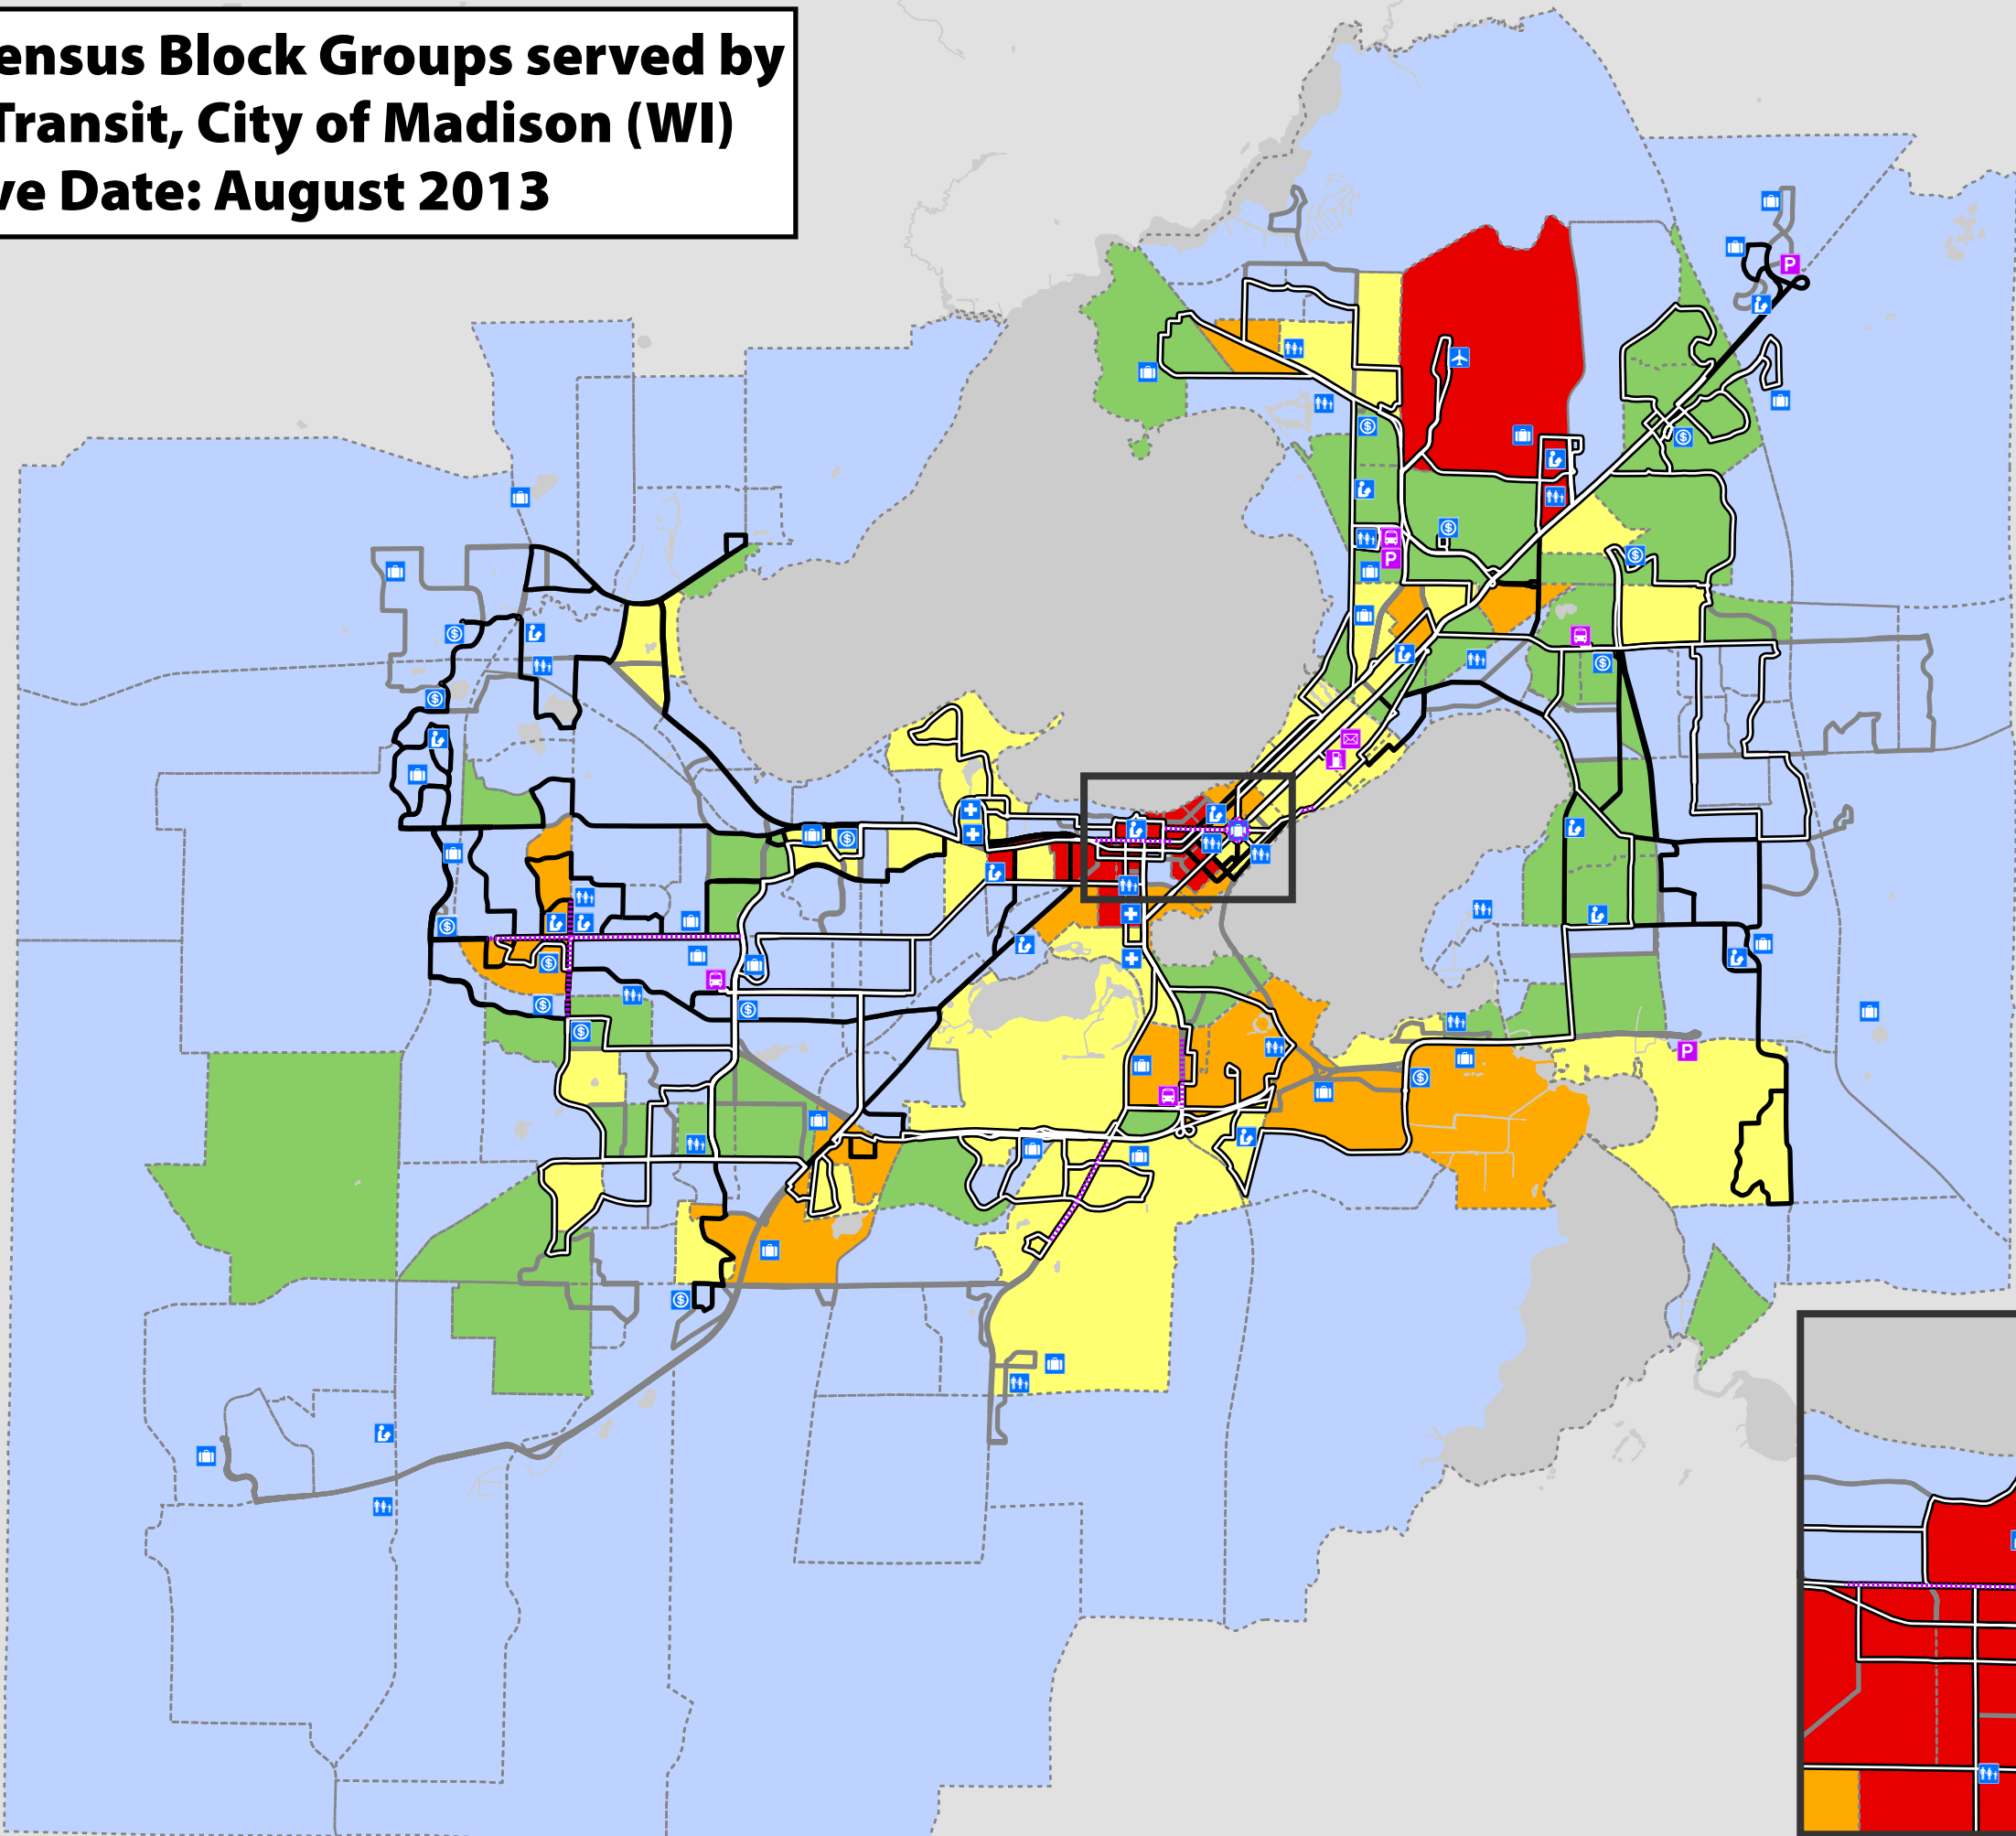 ensus Block Groups served by
Transit, City of Madison (WI)
ve Date: August 2013
P
P
P